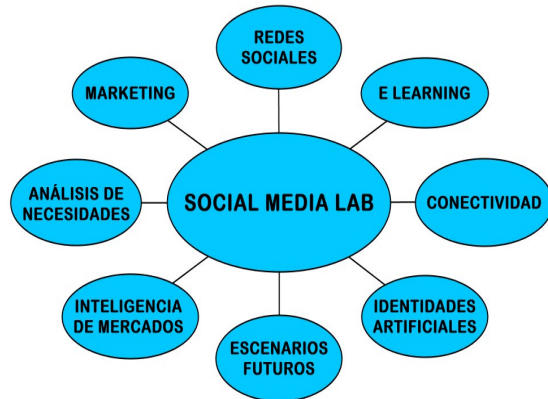 REDES
SOCIALES
MARKETING
E LEARNING
ANÁLISIS DE
NECESIDADES
SOCIAL MEDIA LAB
CONECTIVIDAD
INTELIGENCIA
DE MERCADOS
IDENTIDADES
ARTIFICIALES
ESCENARIOS
FUTUROS